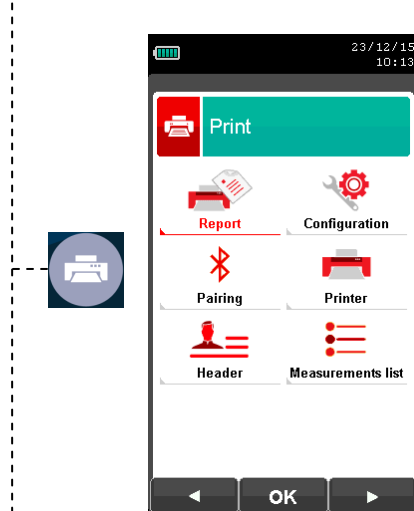 23/12/15
10:13
Print
Report
Configuration
Pairing
Printer
Header
Measurements list
OK